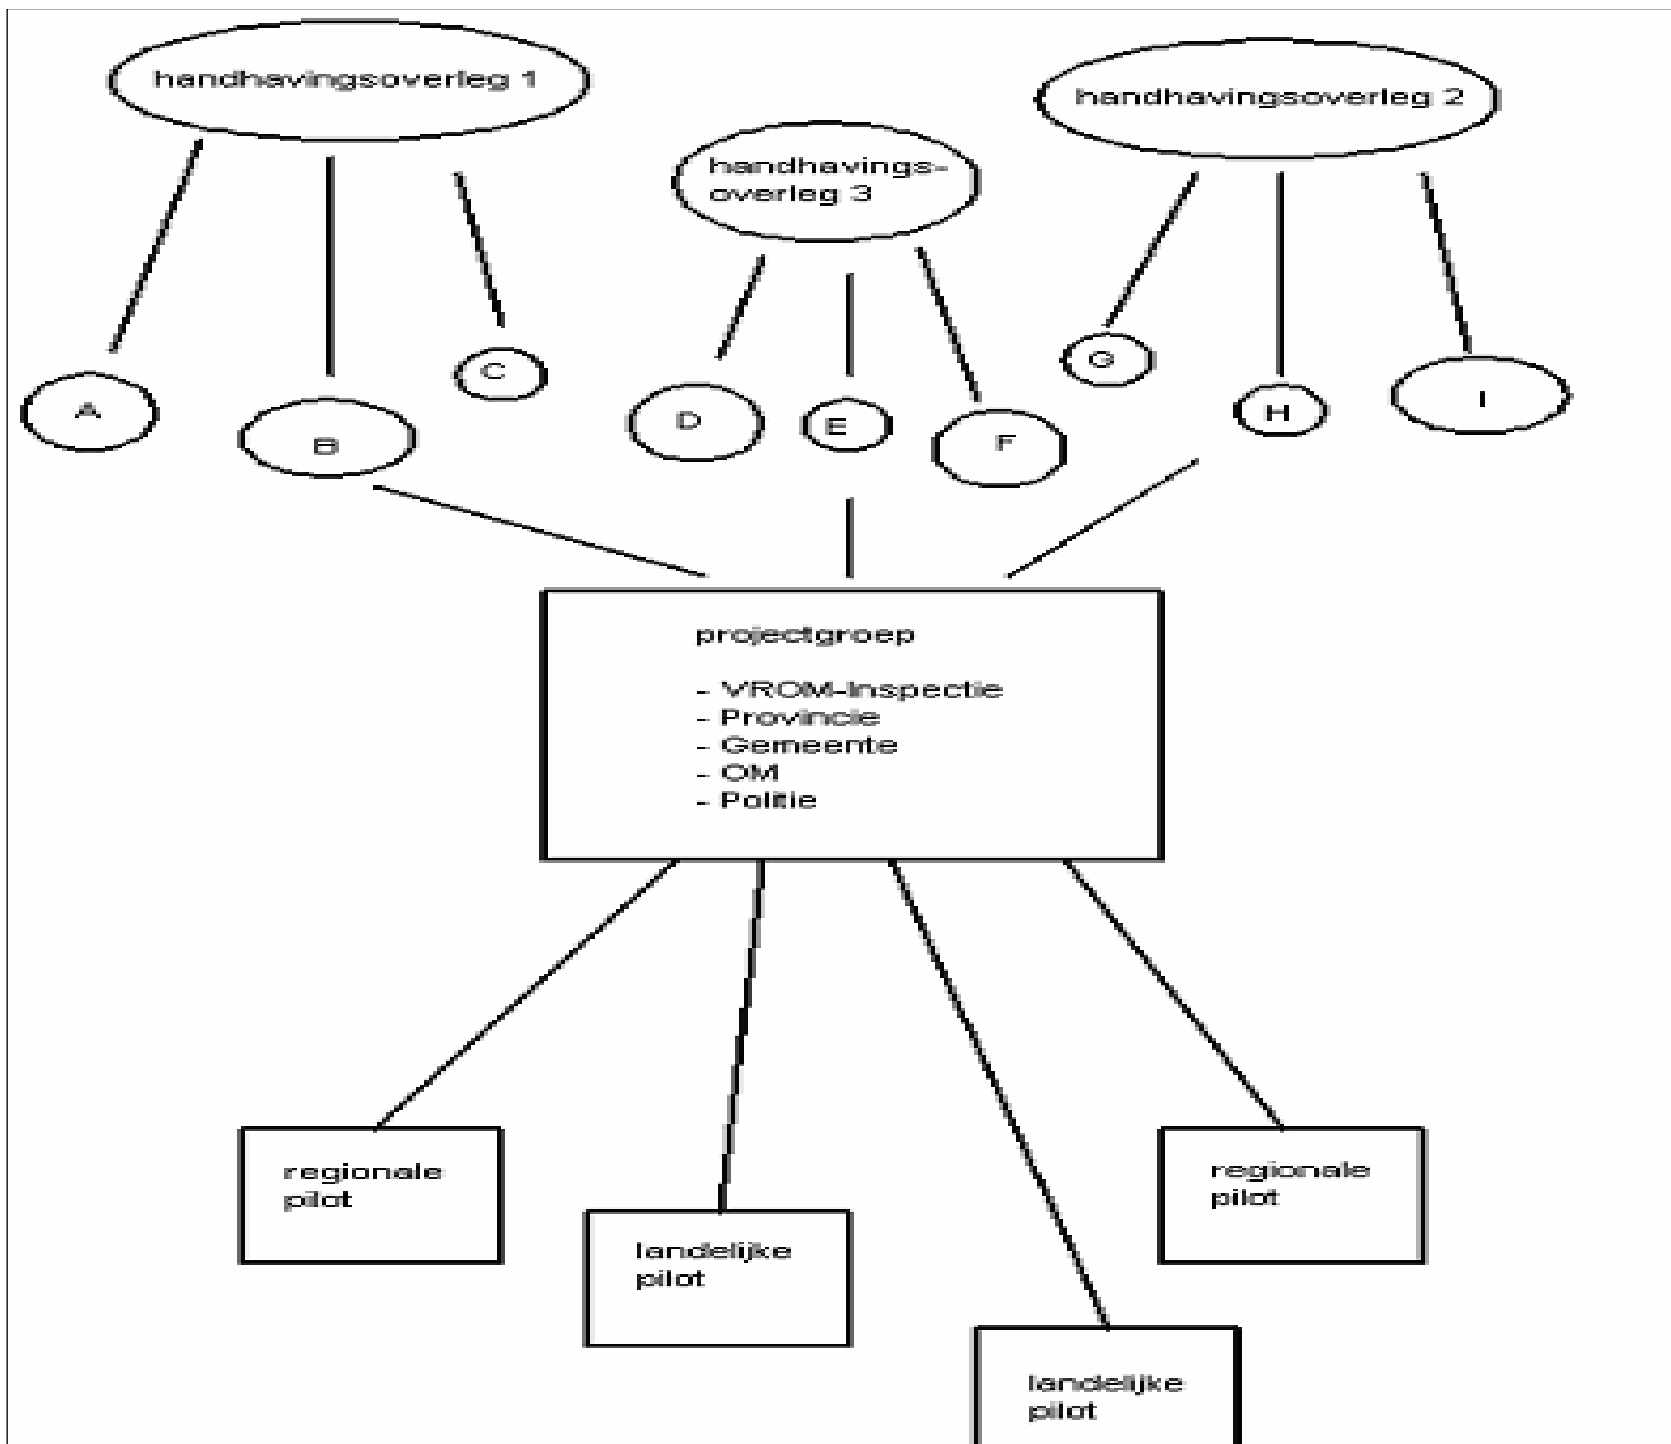 handhavingsoverleg 1
handhavingsoverleg 2
handhavings-
overleg 3
A
B
C
D
E
F
G
H
I
projectgroep
- VROM-Inspectie
- Provincie
- Gemeente
- OM
- Politie
regionale
pilot
landelijke
pilot
landelijke
pilot
regionale
pilot